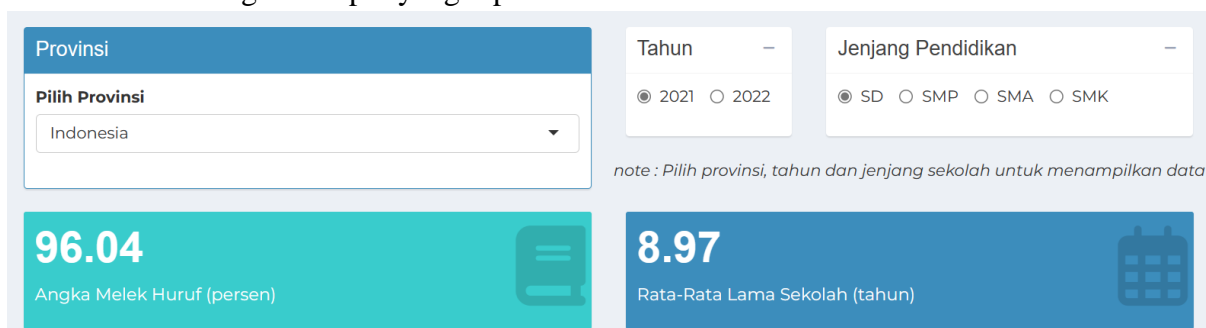 Provinsi
Pilih Provinsi
Indonesia
Tahun
2021 2022
Jenjang Pendidikan
SD SMP SMA SMK
note : Pilih provinsi, tahun dan jenjang sekolah untuk menampilkan data
96.04
Angka Melek Huruf (persen)
8.97
Rata-Rata Lama Sekolah (tahun)